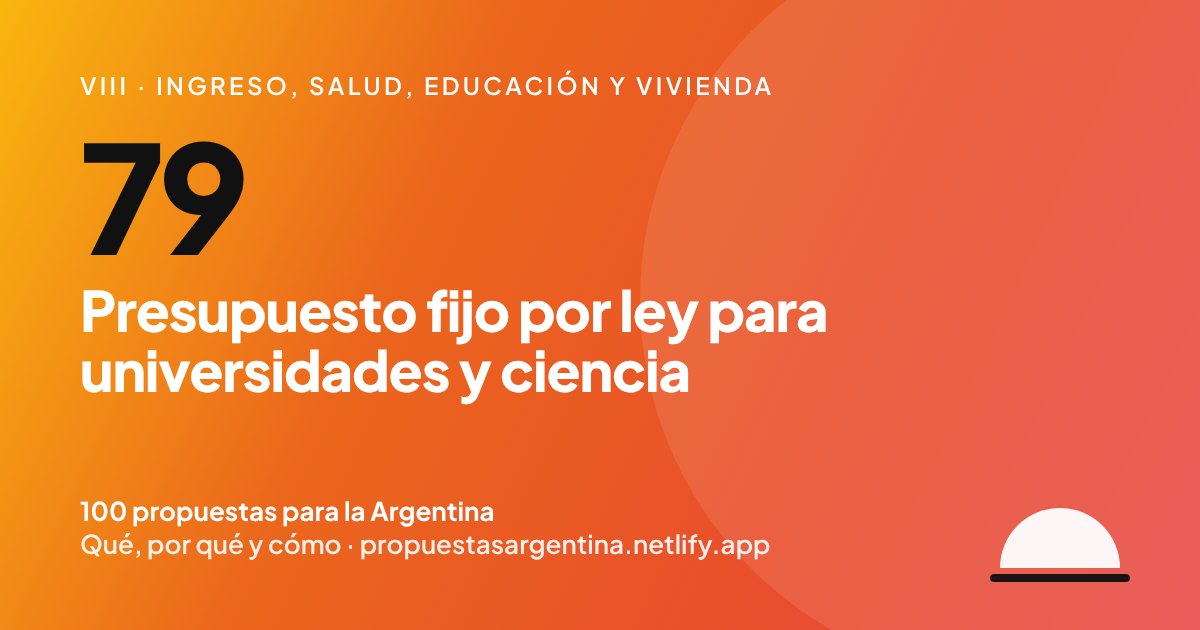 VIII · INGRESO, SALUD, EDUCACIÓN Y VIVIENDA
79
Presupuesto fijo por ley para
universidades y ciencia
100 propuestas para la Argentina
Qué, por qué y cómo · propuestasargentina.netlify.app